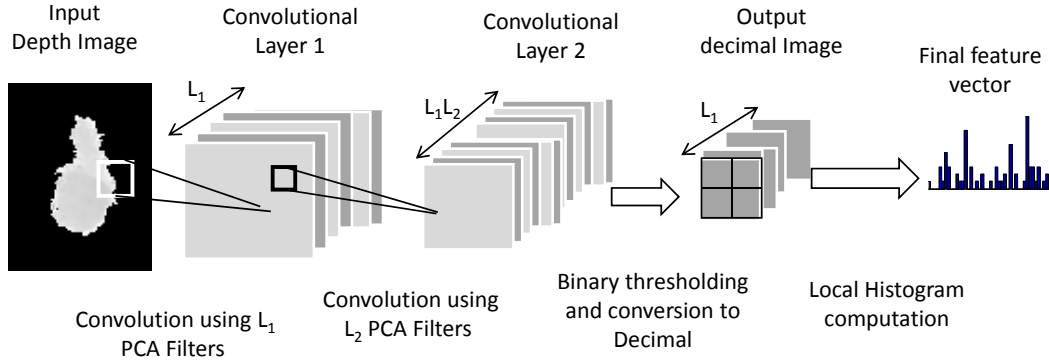 Input
Depth Image
Convolutional
Layer 1
Convolutional
Layer 2
Output
decimal Image
Final feature
vector
L₁
L₁L₂
L₁
Convolution using L₁
PCA Filters
Convolution using
L₂ PCA Filters
Binary thresholding
and conversion to
Decimal
Local Histogram
computation